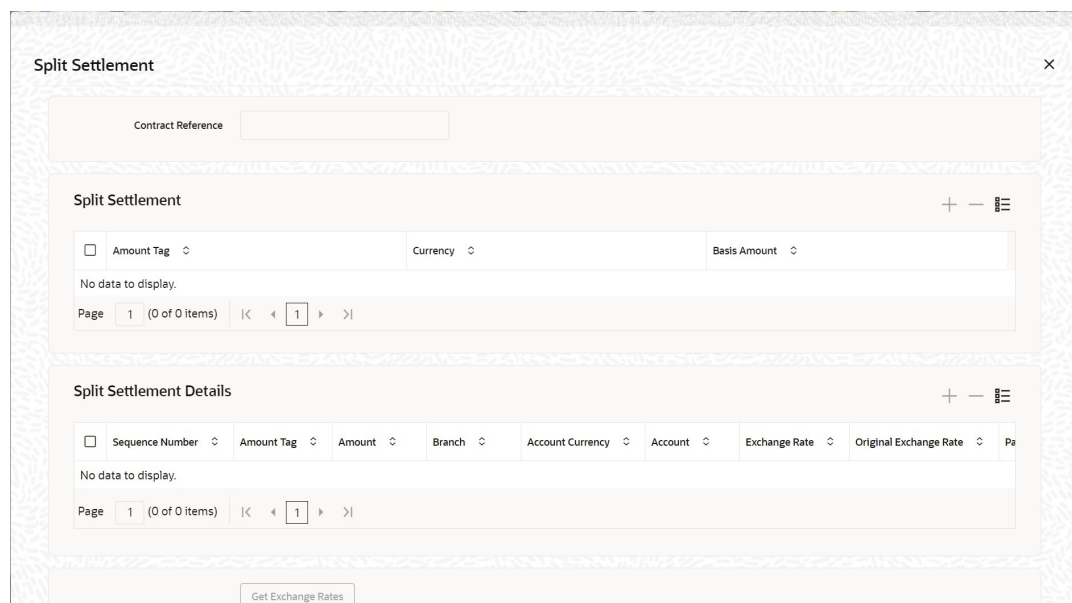 Split Settlement
Contract Reference
Split Settlement
Amount Tag Currency Basis Amount
No data to display.
Page 1 (0 of 0 items) 1
Split Settlement Details
Sequence Number Amount Tag Amount Branch Account Currency Account Exchange Rate Original Exchange Rate Pa
No data to display.
Page 1 (0 of 0 items) 1
Get Exchange Rates